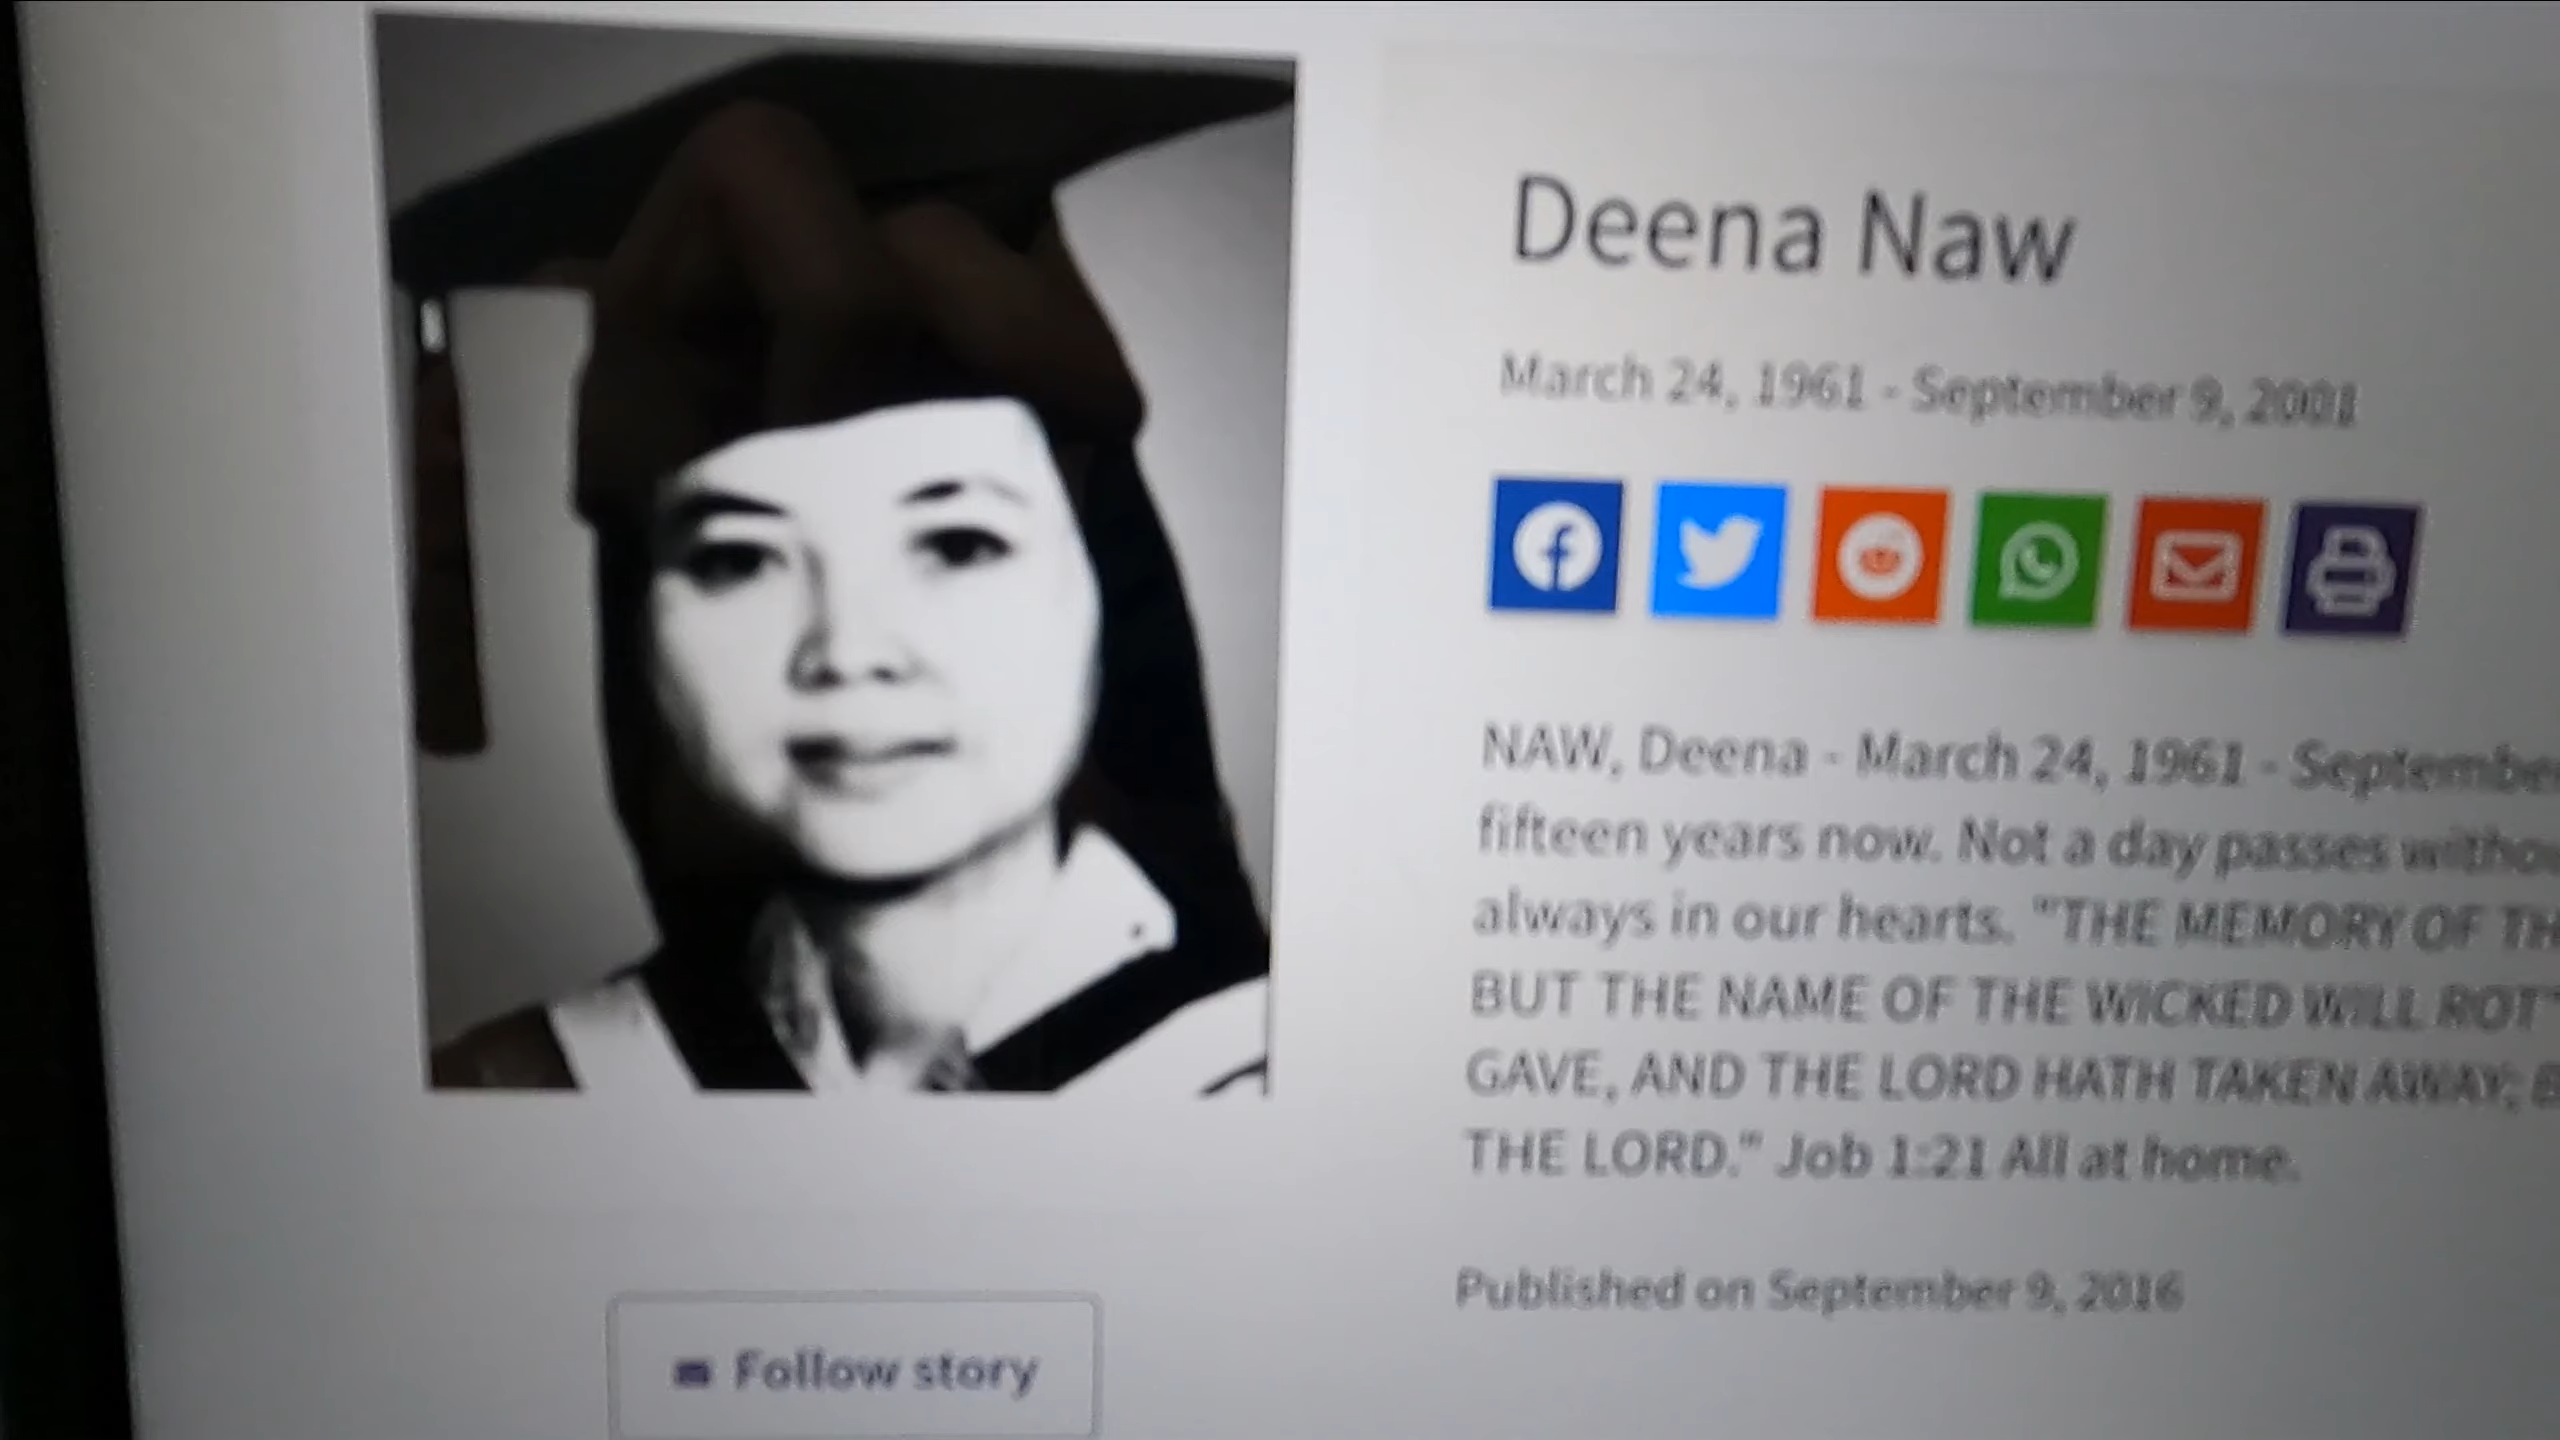 Deena Naw
March 24, 1961 - September 9, 2001
NAW, Deena - March 24, 1961 - September
fifteen years now. Not a day passes
always in our hearts. "THE MEMORY OF
BUT THE NAME OF THE WICKED WILL ROT"
GAVE, AND THE LORD HATH TAKEN AWAY;
THE LORD." Job 1:21 All at home.
Published on September 9, 2016
Follow story